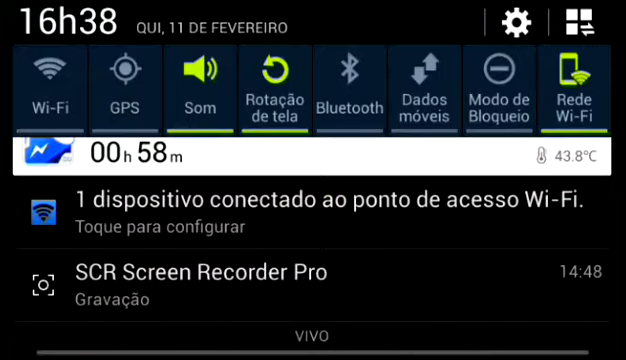 16h38 QUI, 11 DE FEVEREIRO
Wi-Fi GPS Som Rotação de tela Bluetooth Dados móveis Modo de Bloqueio Rede Wi-Fi
00h 58m 43.8°C
1 dispositivo conectado ao ponto de acesso Wi-Fi.
Toque para configurar
SCR Screen Recorder Pro 14:48
Gravação
VIVO